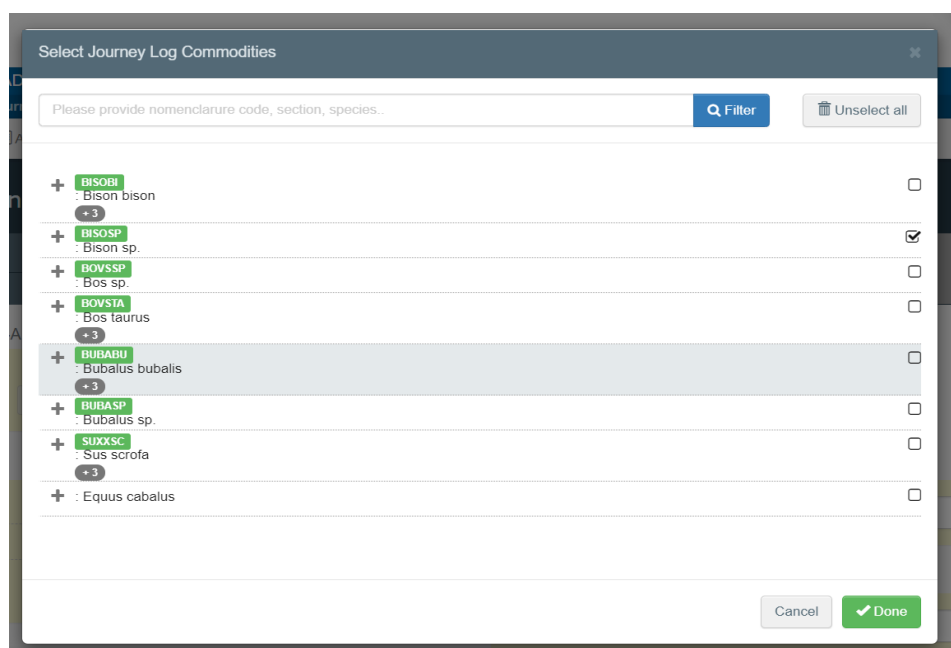 Select Journey Log Commodities
Please provide nomenclarure code, section, species..
Filter
Unselect all
BISOBI
: Bison bison
+ 3
BISOSP
: Bison sp.
BOVSSP
: Bos sp.
BOVSTA
: Bos taurus
+ 3
BUBABU
: Bubalus bubalis
+ 3
BUBASP
: Bubalus sp.
SUXXSC
: Sus scrofa
+ 3
: Equus cabalus
Cancel
Done